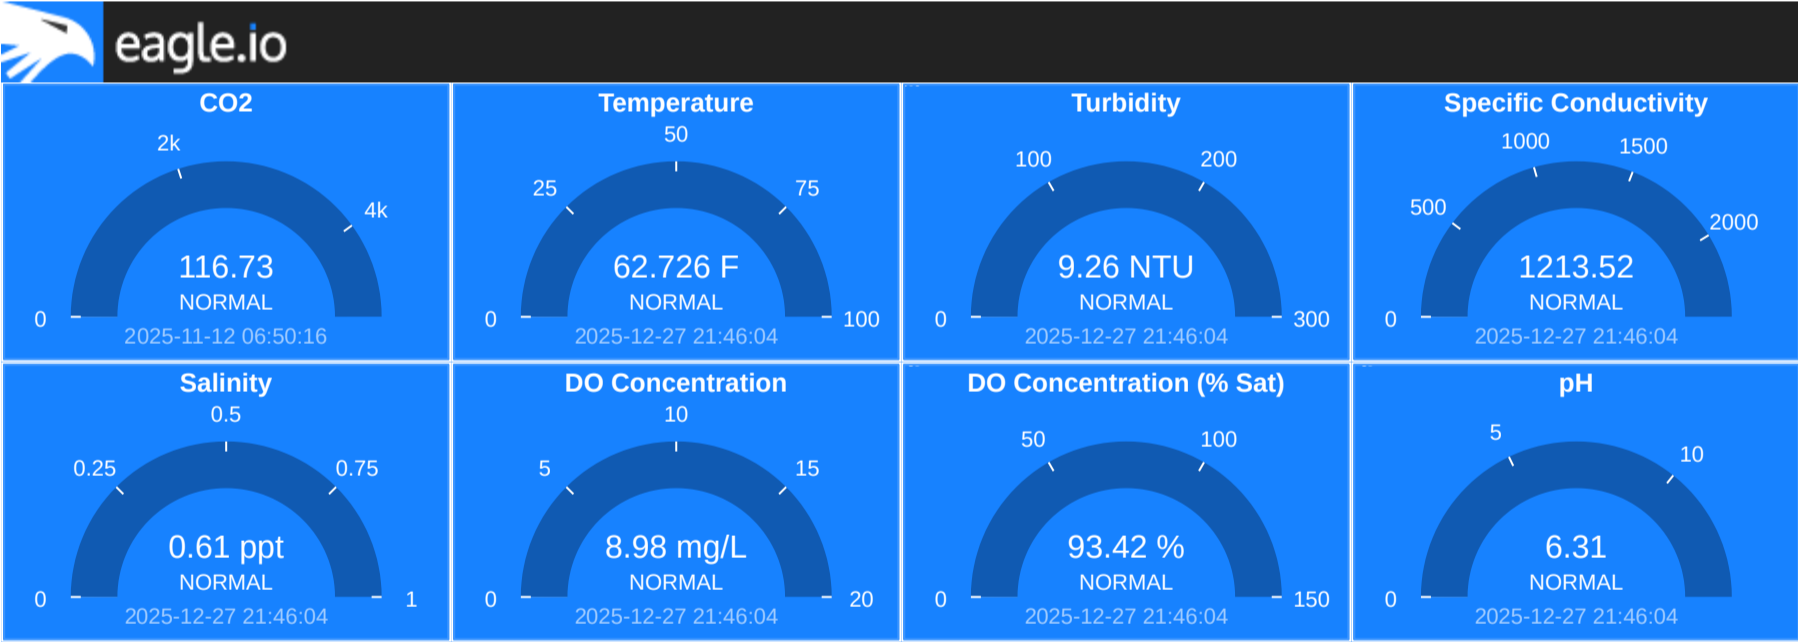 eagle.io
CO2
2k
4k
0
116.73
NORMAL
2025-11-12 06:50:16
Temperature
50
25
75
0
100
62.726 F
NORMAL
2025-12-27 21:46:04
Turbidity
100
200
0
300
9.26 NTU
NORMAL
2025-12-27 21:46:04
Specific Conductivity
1000
1500
500
2000
0
1213.52
NORMAL
2025-12-27 21:46:04
Salinity
0.5
0.25
0.75
0
1
0.61 ppt
NORMAL
2025-12-27 21:46:04
DO Concentration
10
5
15
0
20
8.98 mg/L
NORMAL
2025-12-27 21:46:04
DO Concentration (% Sat)
50
100
0
150
93.42 %
NORMAL
2025-12-27 21:46:04
pH
5
10
0
6.31
NORMAL
2025-12-27 21:46:04